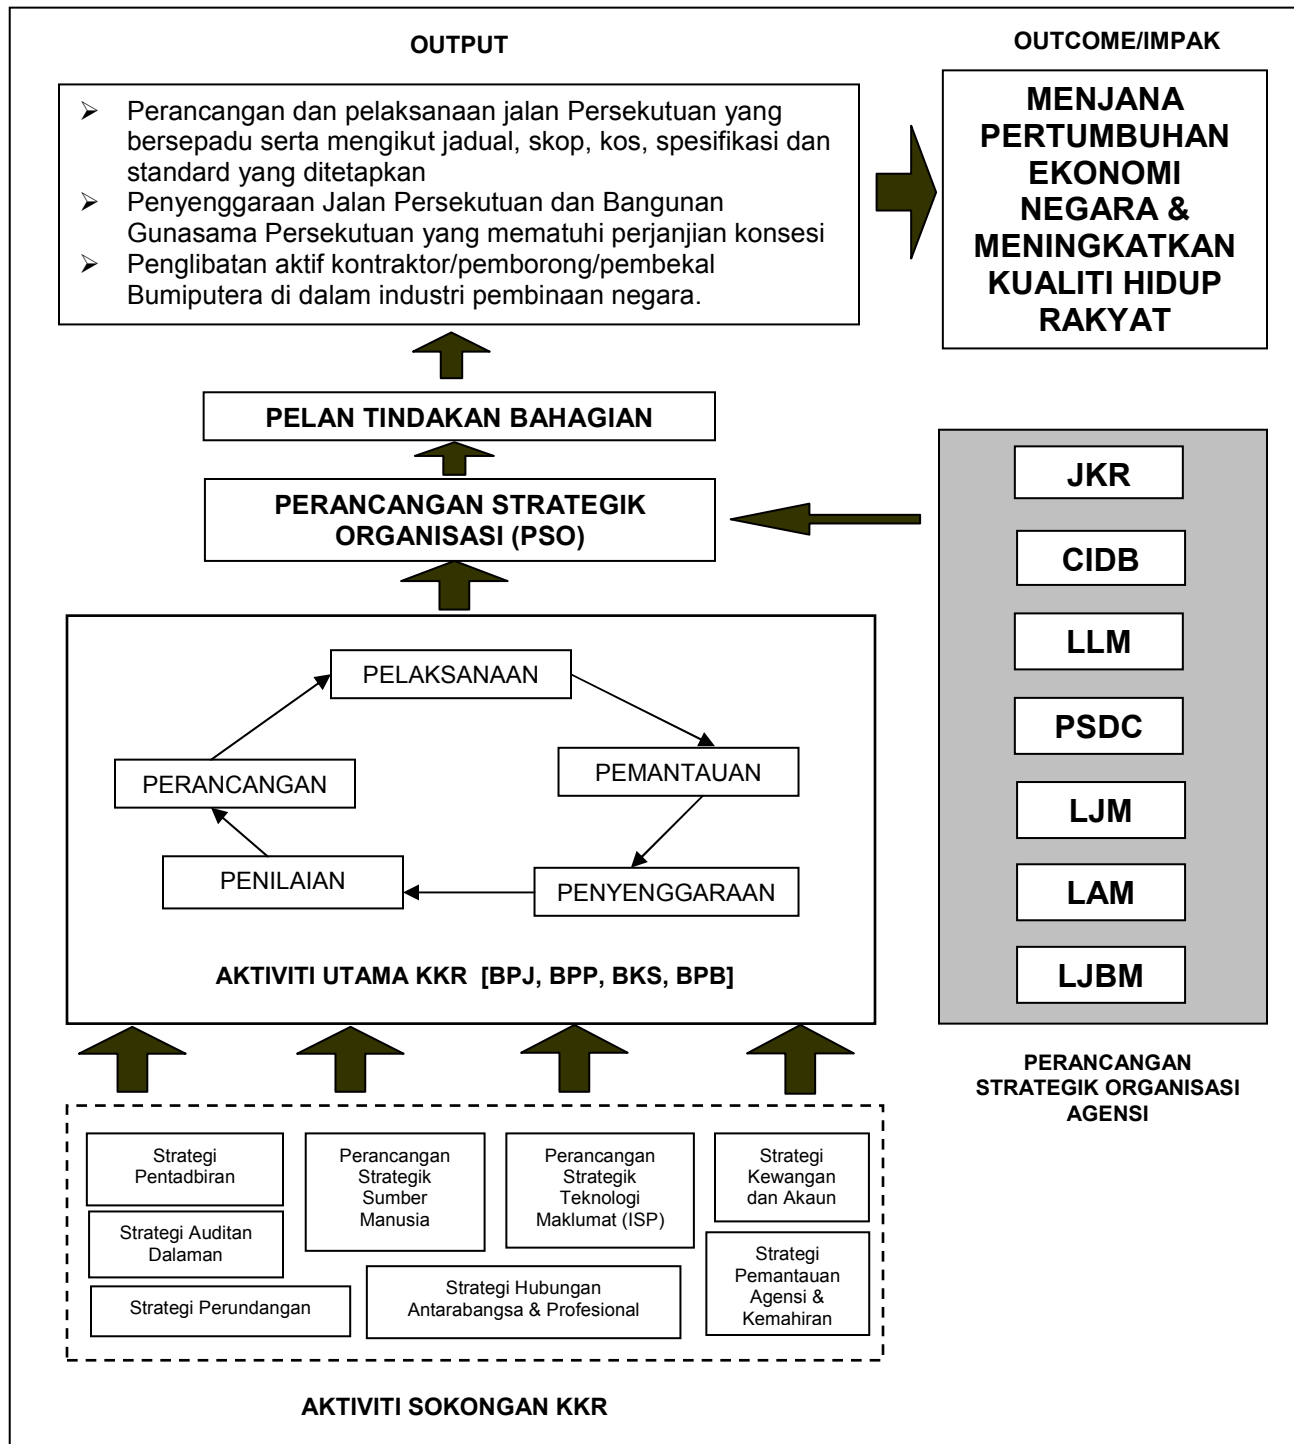 OUTPUT
OUTCOME/IMPAK
➢ Perancangan dan pelaksanaan jalan Persekutuan yang
bersepadu serta mengikut jadual, skop, kos, spesifikasi dan
standard yang ditetapkan
➢ Penyenggaraan Jalan Persekutuan dan Bangunan
Gunasama Persekutuan yang mematuhi perjanjian konsesi
➢ Penglibatan aktif kontraktor/pemborong/pembekal
Bumiputera di dalam industri pembinaan negara.
MENJANA
PERTUMBUHAN
EKONOMI
NEGARA &
MENINGKATKAN
KUALITI HIDUP
RAKYAT
PELAN TINDAKAN BAHAGIAN
PERANCANGAN STRATEGIK
ORGANISASI (PSO)
JKR
CIDB
LLM
PSDC
LJM
LAM
LJBM
PERANCANGAN
STRATEGIK ORGANISASI
AGENSI
PELAKSANAAN
PERANCANGAN
PEMANTAUAN
PENILAIAN
PENYENGGARAAN
AKTIVITI UTAMA KKR [BPJ, BPP, BKS, BPB]
Strategi
Pentadbiran
Perancangan
Strategik
Sumber
Manusia
Perancangan
Strategik
Teknologi
Maklumat (ISP)
Strategi
Kewangan
dan Akaun
Strategi Auditan
Dalaman
Strategi Perundangan
Strategi Hubungan
Antarabangsa & Profesional
Strategi
Pemantauan
Agensi &
Kemahiran
AKTIVITI SOKONGAN KKR